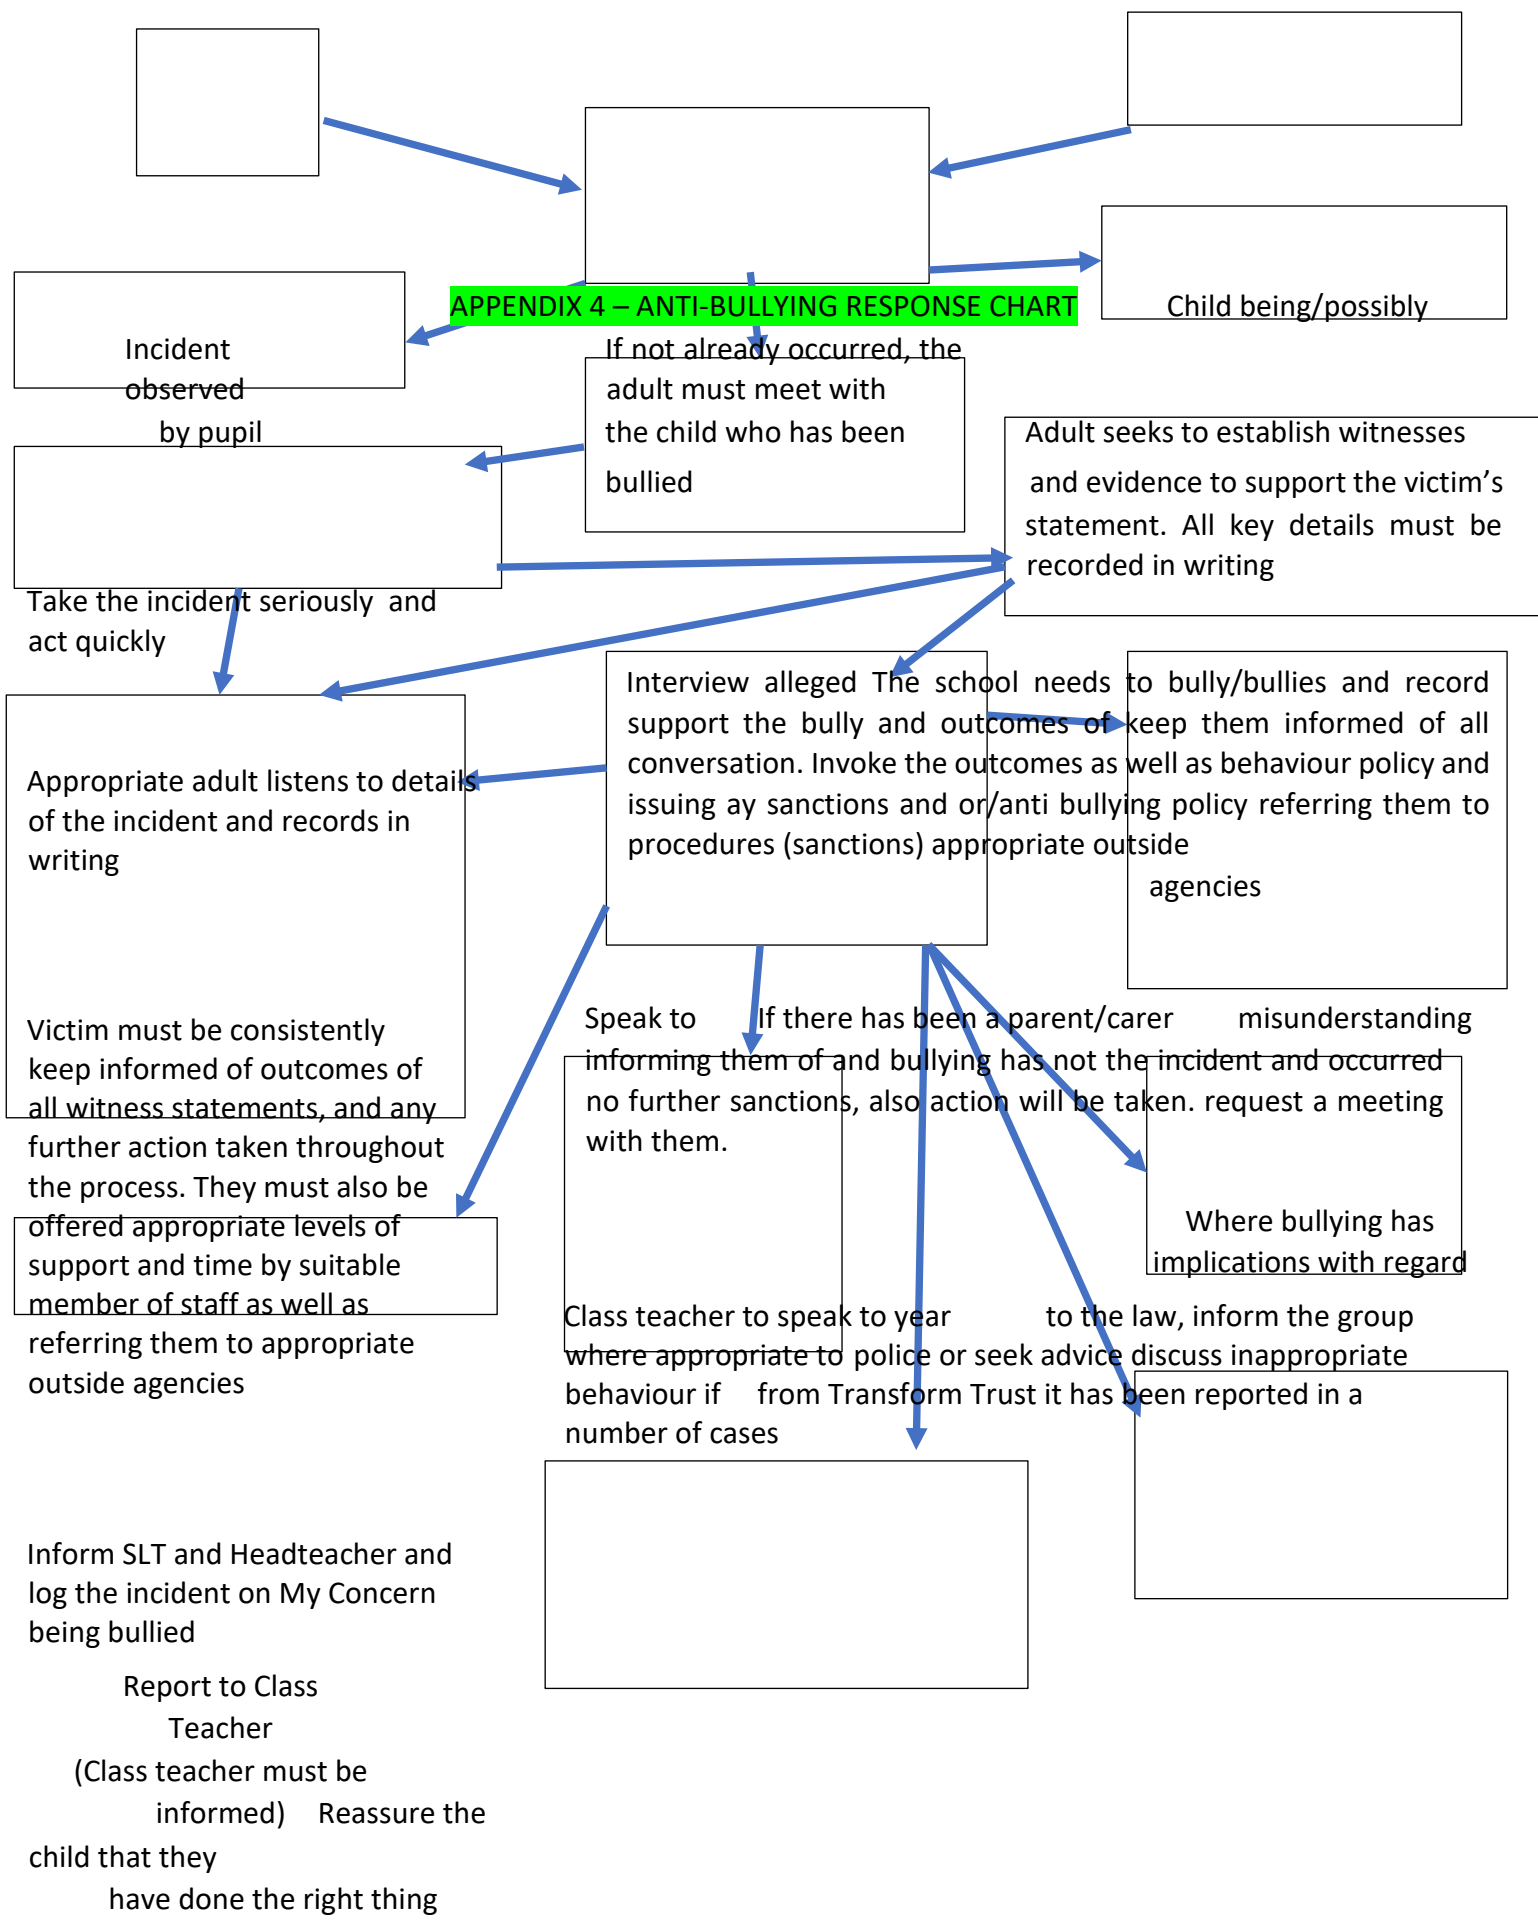 APPENDIX 4 – ANTI-BULLYING RESPONSE CHART
Child being/possibly
Incident
observed
by pupil
If not already occurred, the
adult must meet with
the child who has been
bullied
Adult seeks to establish witnesses
and evidence to support the victim’s
statement. All key details must be
recorded in writing
Take the incident seriously and
act quickly
Interview alleged The school needs to bully/bullies and record
support the bully and outcomes of keep them informed of all
conversation. Invoke the outcomes as well as behaviour policy and
issuing ay sanctions and or/anti bullying policy referring them to
procedures (sanctions) appropriate outside
agencies
Appropriate adult listens to details
of the incident and records in
writing
Victim must be consistently
keep informed of outcomes of
all witness statements, and any
further action taken throughout
the process. They must also be
offered appropriate levels of
support and time by suitable
member of staff as well as
referring them to appropriate
outside agencies
Speak to If there has been a parent/carer misunderstanding
informing them of and bullying has not the incident and occurred
no further sanctions, also action will be taken. request a meeting
with them.
Where bullying has
implications with regard
Class teacher to speak to year to the law, inform the group
where appropriate to police or seek advice discuss inappropriate
behaviour if from Transform Trust it has been reported in a
number of cases
Inform SLT and Headteacher and
log the incident on My Concern
being bullied
Report to Class
Teacher
(Class teacher must be
informed) Reassure the
child that they
have done the right thing